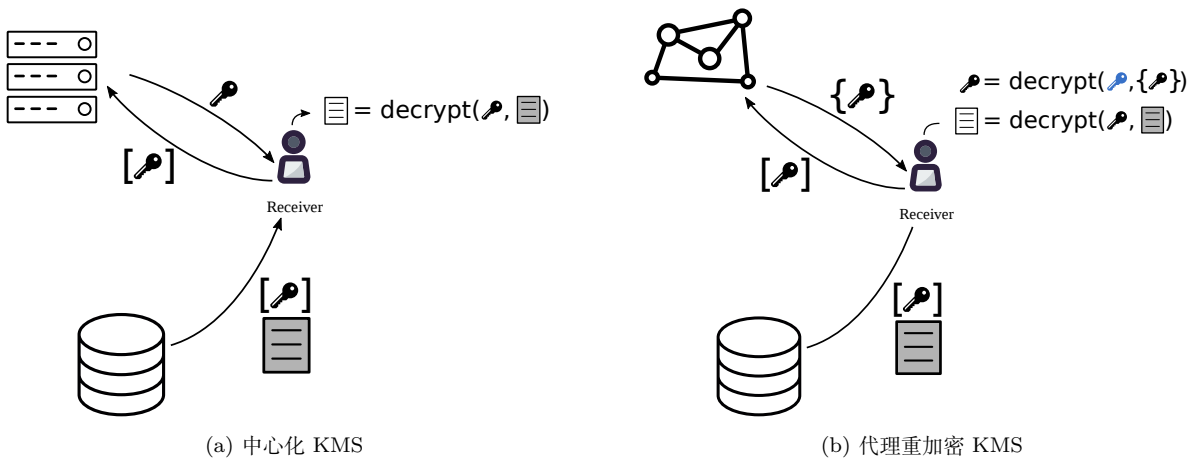 = decrypt( , )
[ ]
Receiver
[ ]
(a) 中心化 KMS
{ }
= decrypt( ,{ })
= decrypt( , )
[ ]
Receiver
[ ]
(b) 代理重加密 KMS